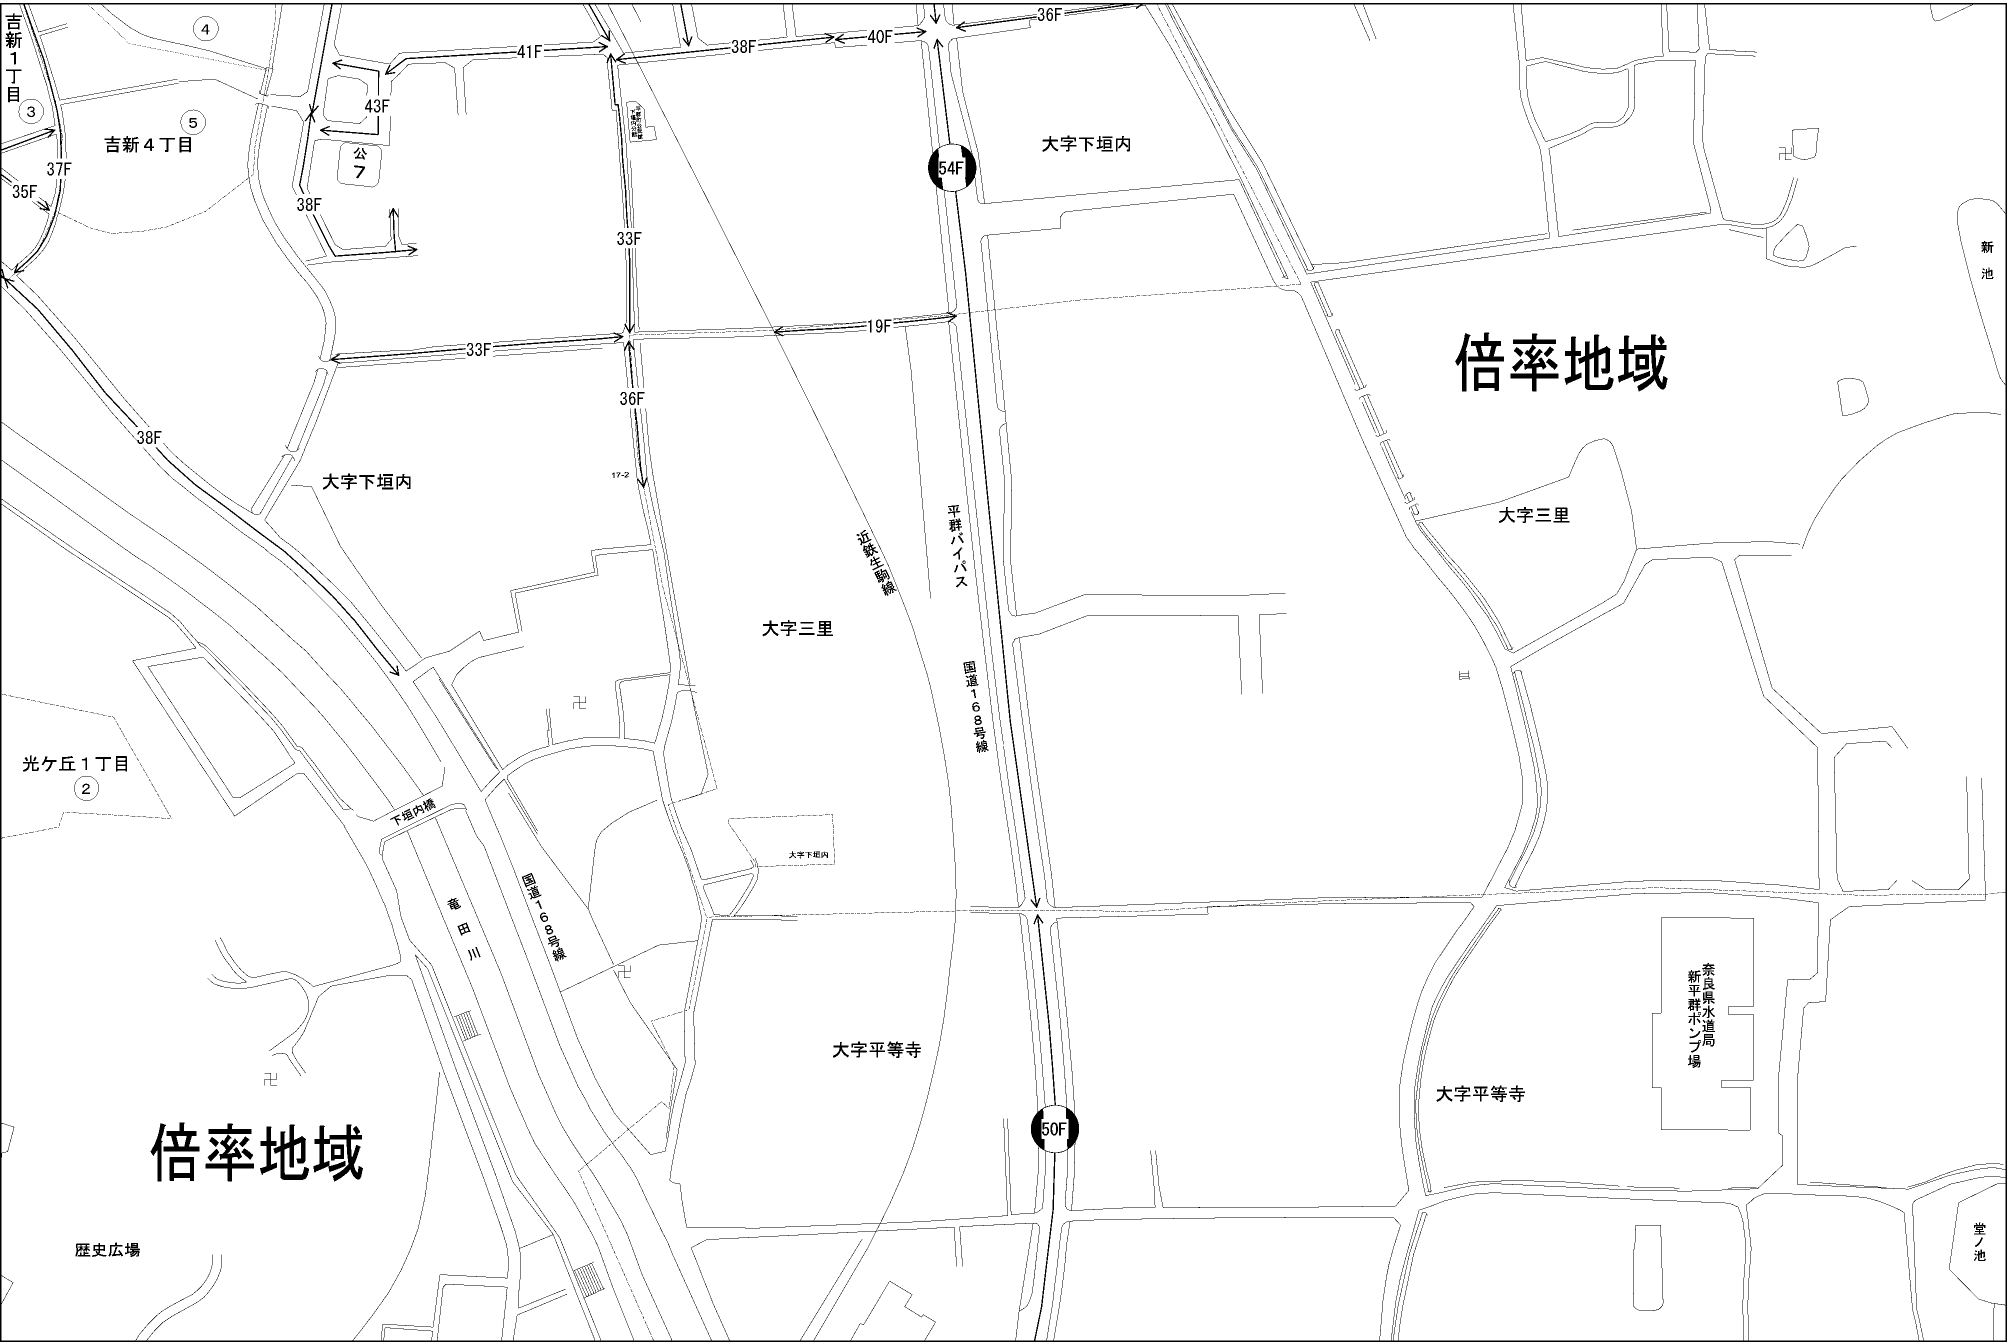 吉新１丁目
３
④
36F
41F
38F
40F
43F
⑤
吉新４丁目
公
７
大字下垣内
54F
37F
35F
38F
33F
新池
19F
33F
倍率地域
36F
38F
17-2
大字下垣内
平群バイパス
大字三里
近鉄生駒線
大字三里
国道１６８号線
光ケ丘１丁目
２
下垣内橋
大字下垣内
国道１６８号線
竜田川
奈良県水道局
新平群ポンプ場
大字平等寺
大字平等寺
50F
倍率地域
歴史広場
堂ノ池